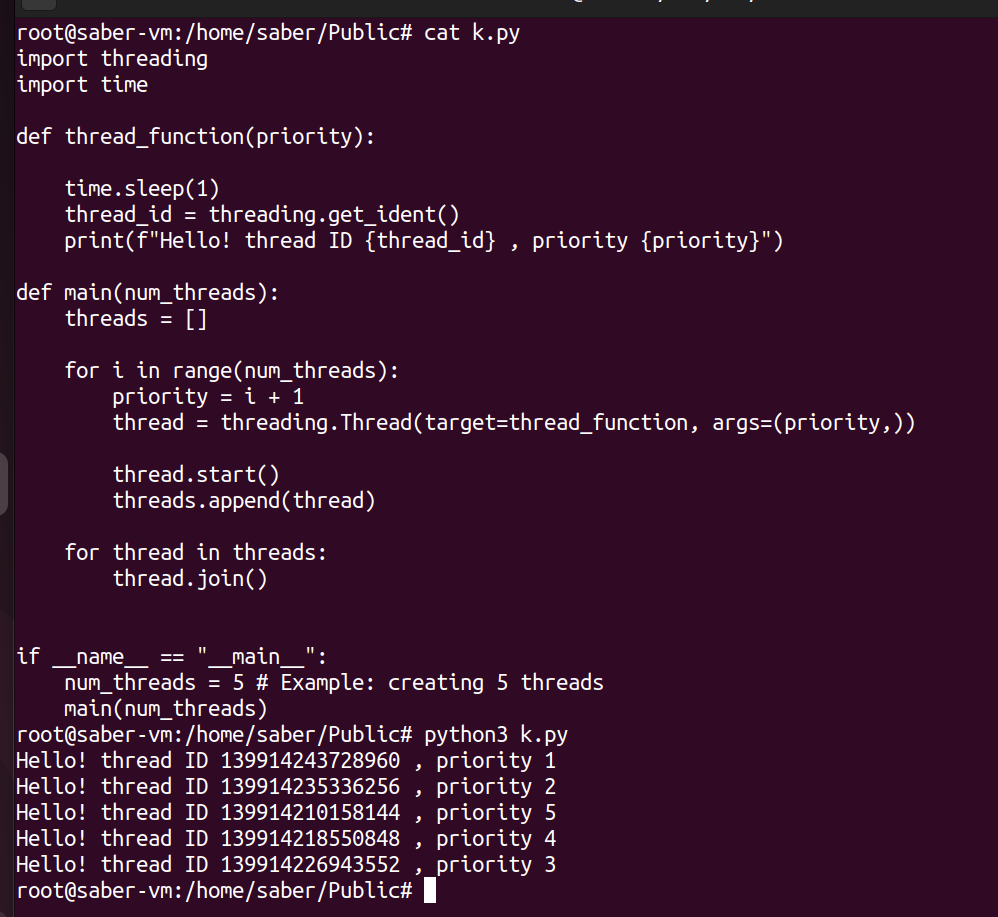 root@saber-vm:/home/saber/Public# cat k.py
import threading
import time

def thread_function(priority):

    time.sleep(1)
    thread_id = threading.get_ident()
    print(f"Hello! thread ID {thread_id} , priority {priority}")

def main(num_threads):
    threads = []

    for i in range(num_threads):
        priority = i + 1
        thread = threading.Thread(target=thread_function, args=(priority,))

        thread.start()
        threads.append(thread)

    for thread in threads:
        thread.join()


if __name__ == "__main__":
    num_threads = 5 # Example: creating 5 threads
    main(num_threads)
root@saber-vm:/home/saber/Public# python3 k.py
Hello! thread ID 139914243728960 , priority 1
Hello! thread ID 139914235336256 , priority 2
Hello! thread ID 139914210158144 , priority 5
Hello! thread ID 139914218550848 , priority 4
Hello! thread ID 139914226943552 , priority 3
root@saber-vm:/home/saber/Public#